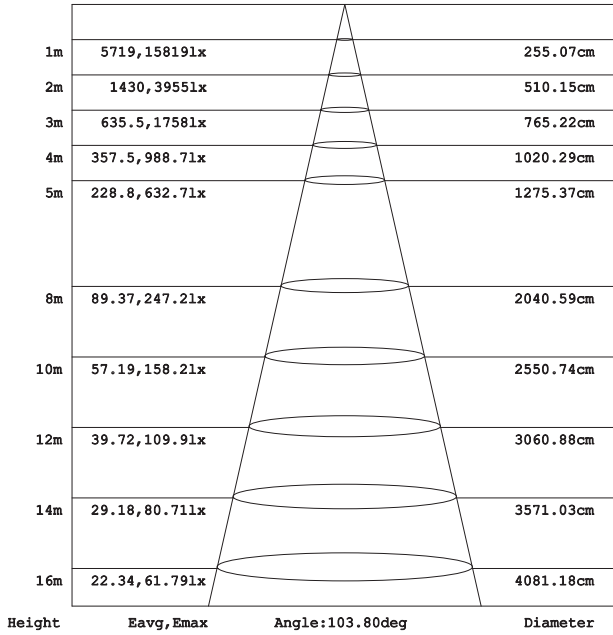 1m 5719,15819lx 255.07cm
2m 1430,3955lx 510.15cm
3m 635.5,1758lx 765.22cm
4m 357.5,988.7lx 1020.29cm
5m 228.8,632.7lx 1275.37cm
8m 89.37,247.2lx 2040.59cm
10m 57.19,158.2lx 2550.74cm
12m 39.72,109.9lx 3060.88cm
14m 29.18,80.71lx 3571.03cm
16m 22.34,61.79lx 4081.18cm
Height Eavg,Emax Angle:103.80deg Diameter